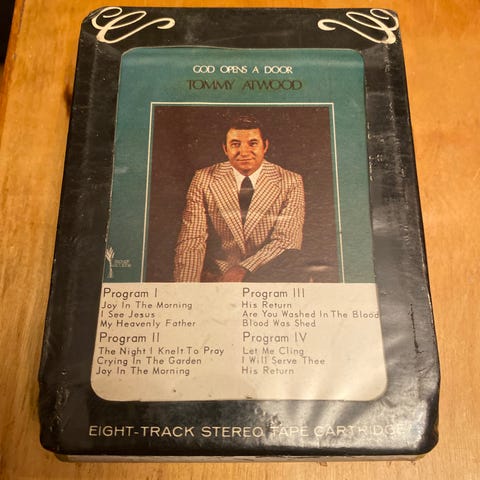 GOD OPENS A DOOR
TOMMY ATWOOD
Program I
Joy In The Morning
I See Jesus
My Heavenly Father
Program II
The Night I Knelt To Pray
Crying In The Garden
Joy In The Morning
Program III
His Return
Are You Washed In The Blood
Blood Was Shed
Program IV
Let Me Cling
I Will Serve Thee
His Return
EIGHT-TRACK STEREO TAPE CARTRIDGE